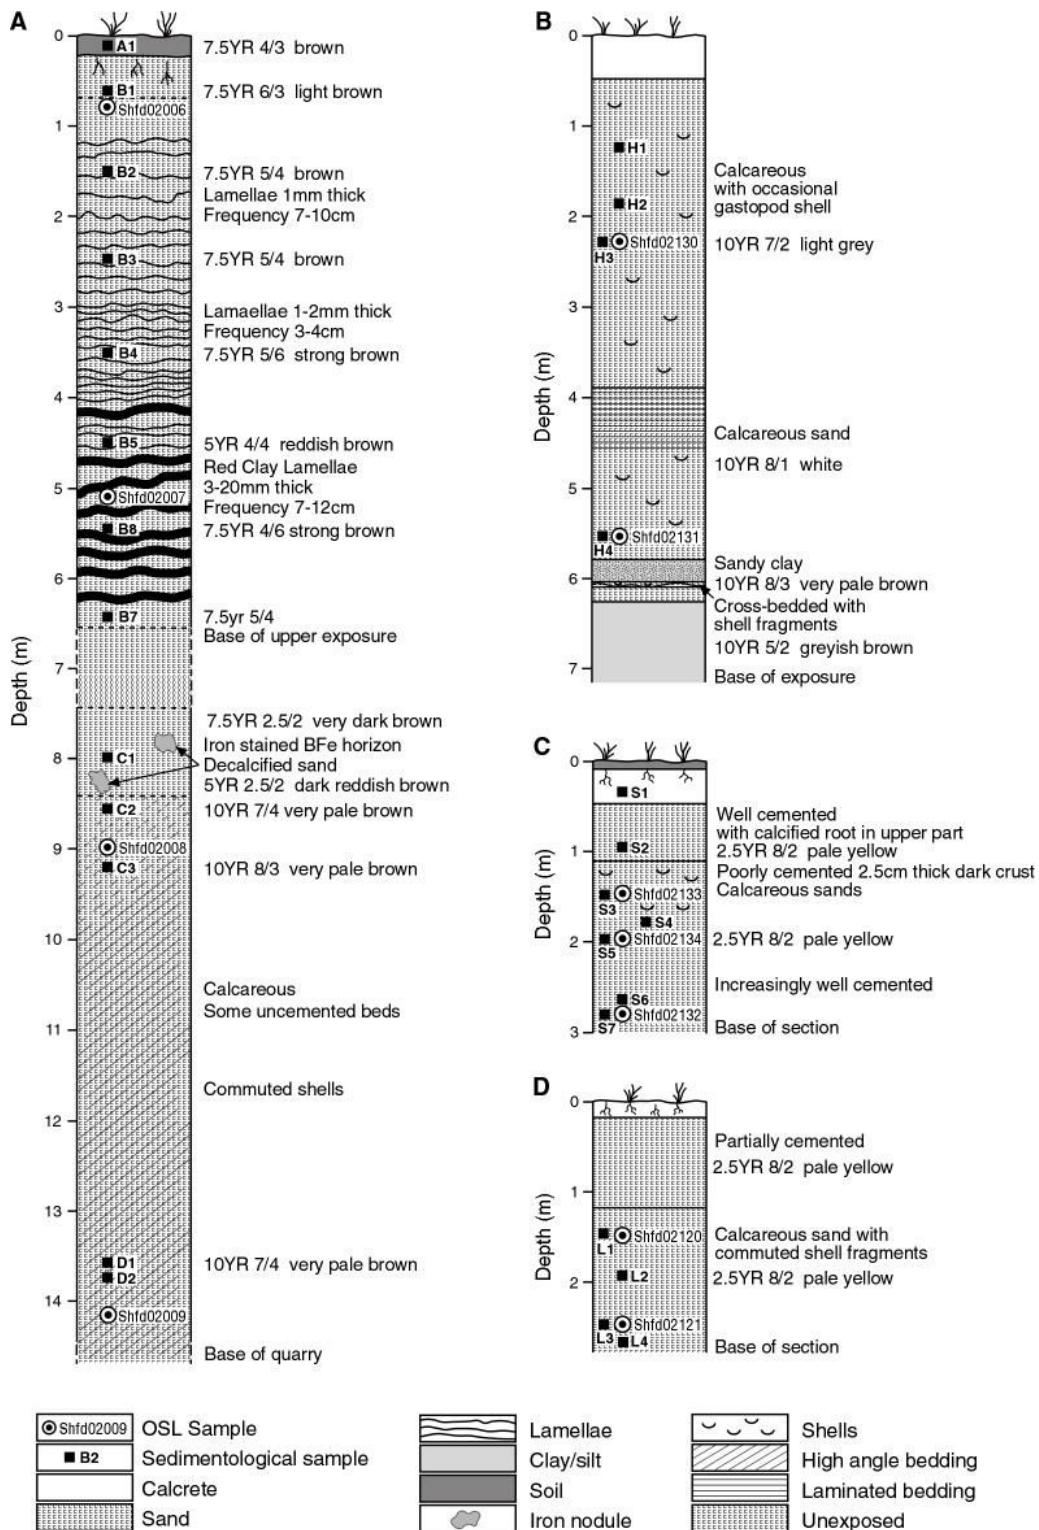 A
0
A1
7.5YR 4/3 brown
B1
7.5YR 6/3 light brown
Shfd02006
1
B2
7.5YR 5/4 brown
Lamellae 1mm thick
2
Frequency 7-10cm
B3
7.5YR 5/4 brown
3
Lamaellae 1-2mm thick
Frequency 3-4cm
B4
7.5YR 5/6 strong brown
4
B5
5YR 4/4 reddish brown
Red Clay Lamellae
5
3-20mm thick
Shfd02007
Frequency 7-12cm
B8
7.5YR 4/6 strong brown
6
B7
7.5yr 5/4
Base of upper exposure
Depth (m)
7
7.5YR 2.5/2 very dark brown
Iron stained BFe horizon
8
C1
Decalcified sand
5YR 2.5/2 dark reddish brown
C2
10YR 7/4 very pale brown
9
Shfd02008
C3
10YR 8/3 very pale brown
10
Calcareous
Some uncemented beds
11
Commuted shells
12
13
D1
10YR 7/4 very pale brown
D2
14
Shfd02009
Base of quarry
B
0
1
H1
Calcareous
with occasional
gastopod shell
H2
2
Shfd02130
10YR 7/2 light grey
H3
3
Depth (m)
4
Calcareous sand
10YR 8/1 white
5
Shfd02131
H4
Sandy clay
6
10YR 8/3 very pale brown
Cross-bedded with
shell fragments
10YR 5/2 greyish brown
7
Base of exposure
C
0
S1
Well cemented
with calcified root in upper part
S2
1
2.5YR 8/2 pale yellow
Poorly cemented 2.5cm thick dark crust
Shfd02133
Calcareous sands
S3
S4
Depth (m)
2
Shfd02134
2.5YR 8/2 pale yellow
S5
Increasingly well cemented
S6
Shfd02132
S7
3
Base of section
D
0
Partially cemented
2.5YR 8/2 pale yellow
1
Depth (m)
Shfd02120
Calcareous sand with
L1
commuted shell fragments
L2
2
2.5YR 8/2 pale yellow
Shfd02121
L3
L4
Base of section
Shfd02009
OSL Sample
B2
Sedimentological sample
Calcrete
Sand
Lamellae
Clay/silt
Soil
Iron nodule
Shells
High angle bedding
Laminated bedding
Unexposed